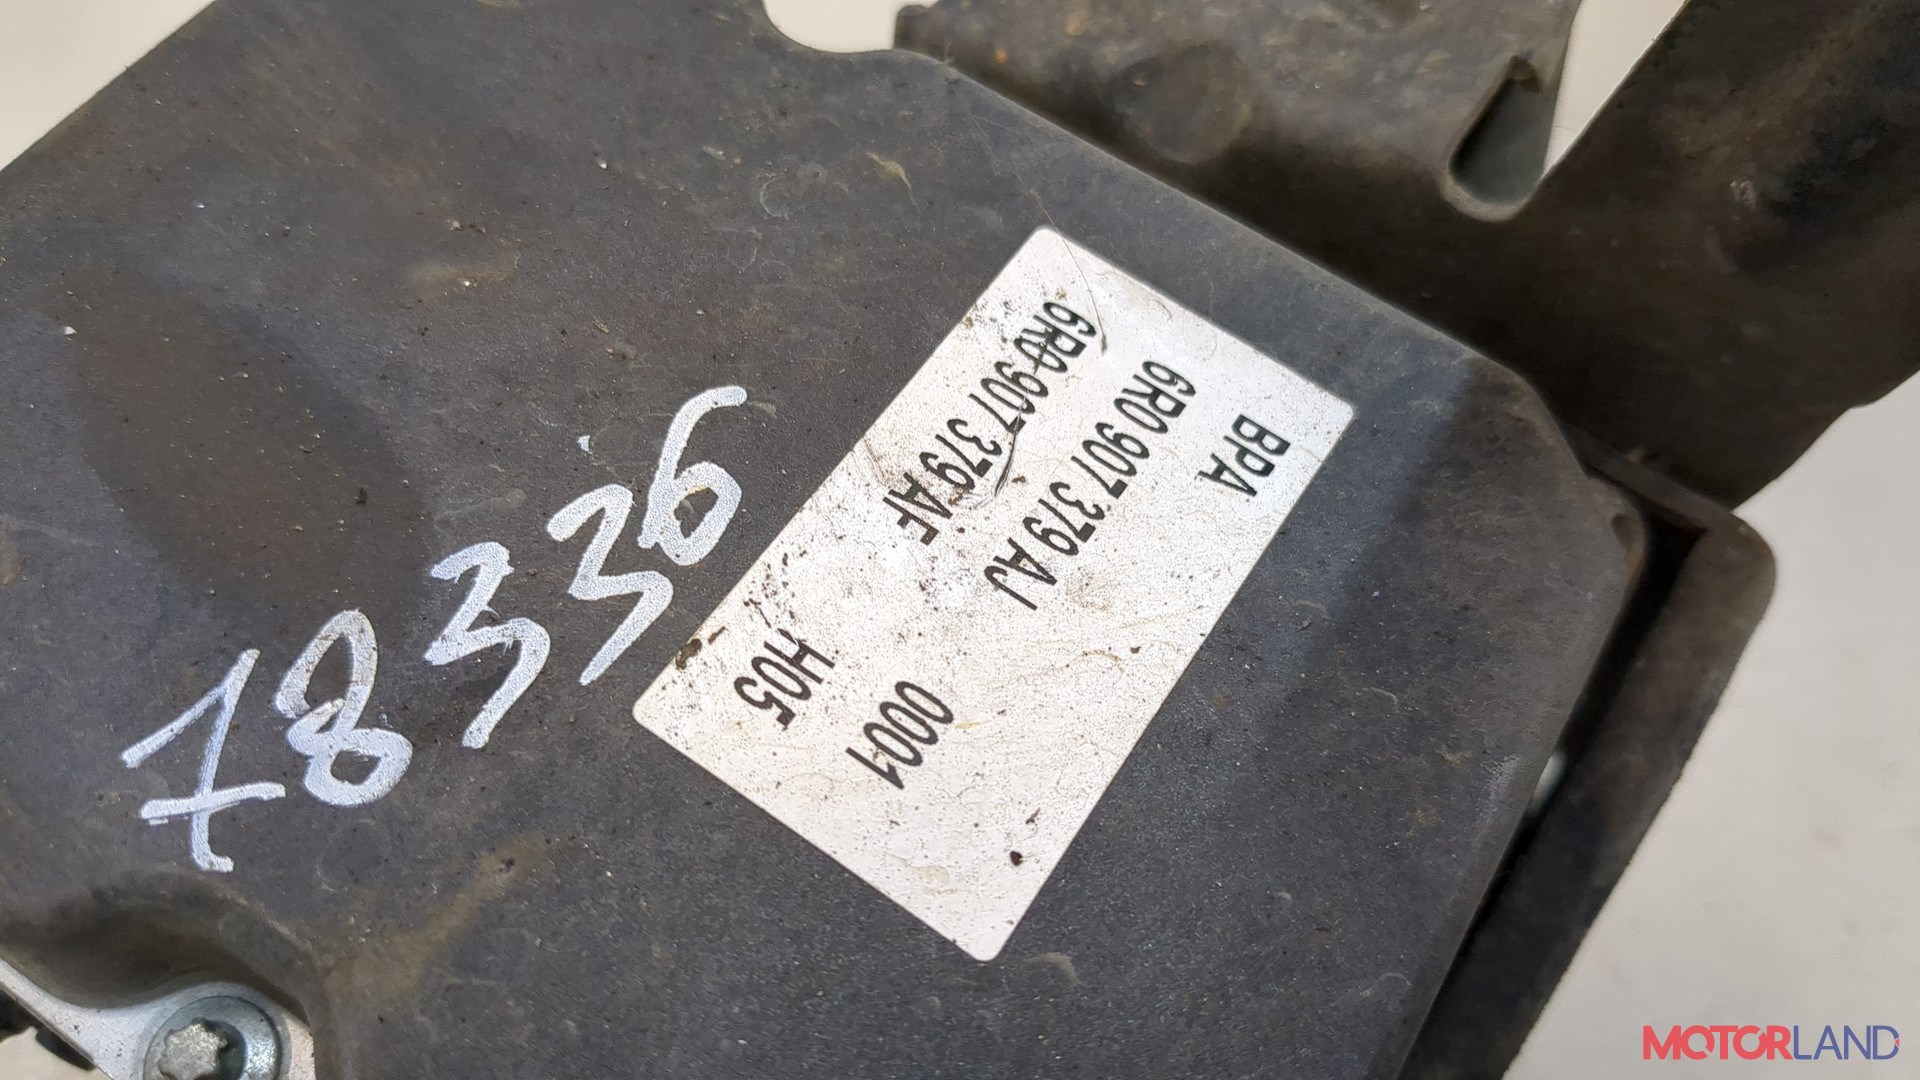 BPA
6R0 907 379 AJ 0001
6R0 907 379 AF H05
78336
MOTORLAND